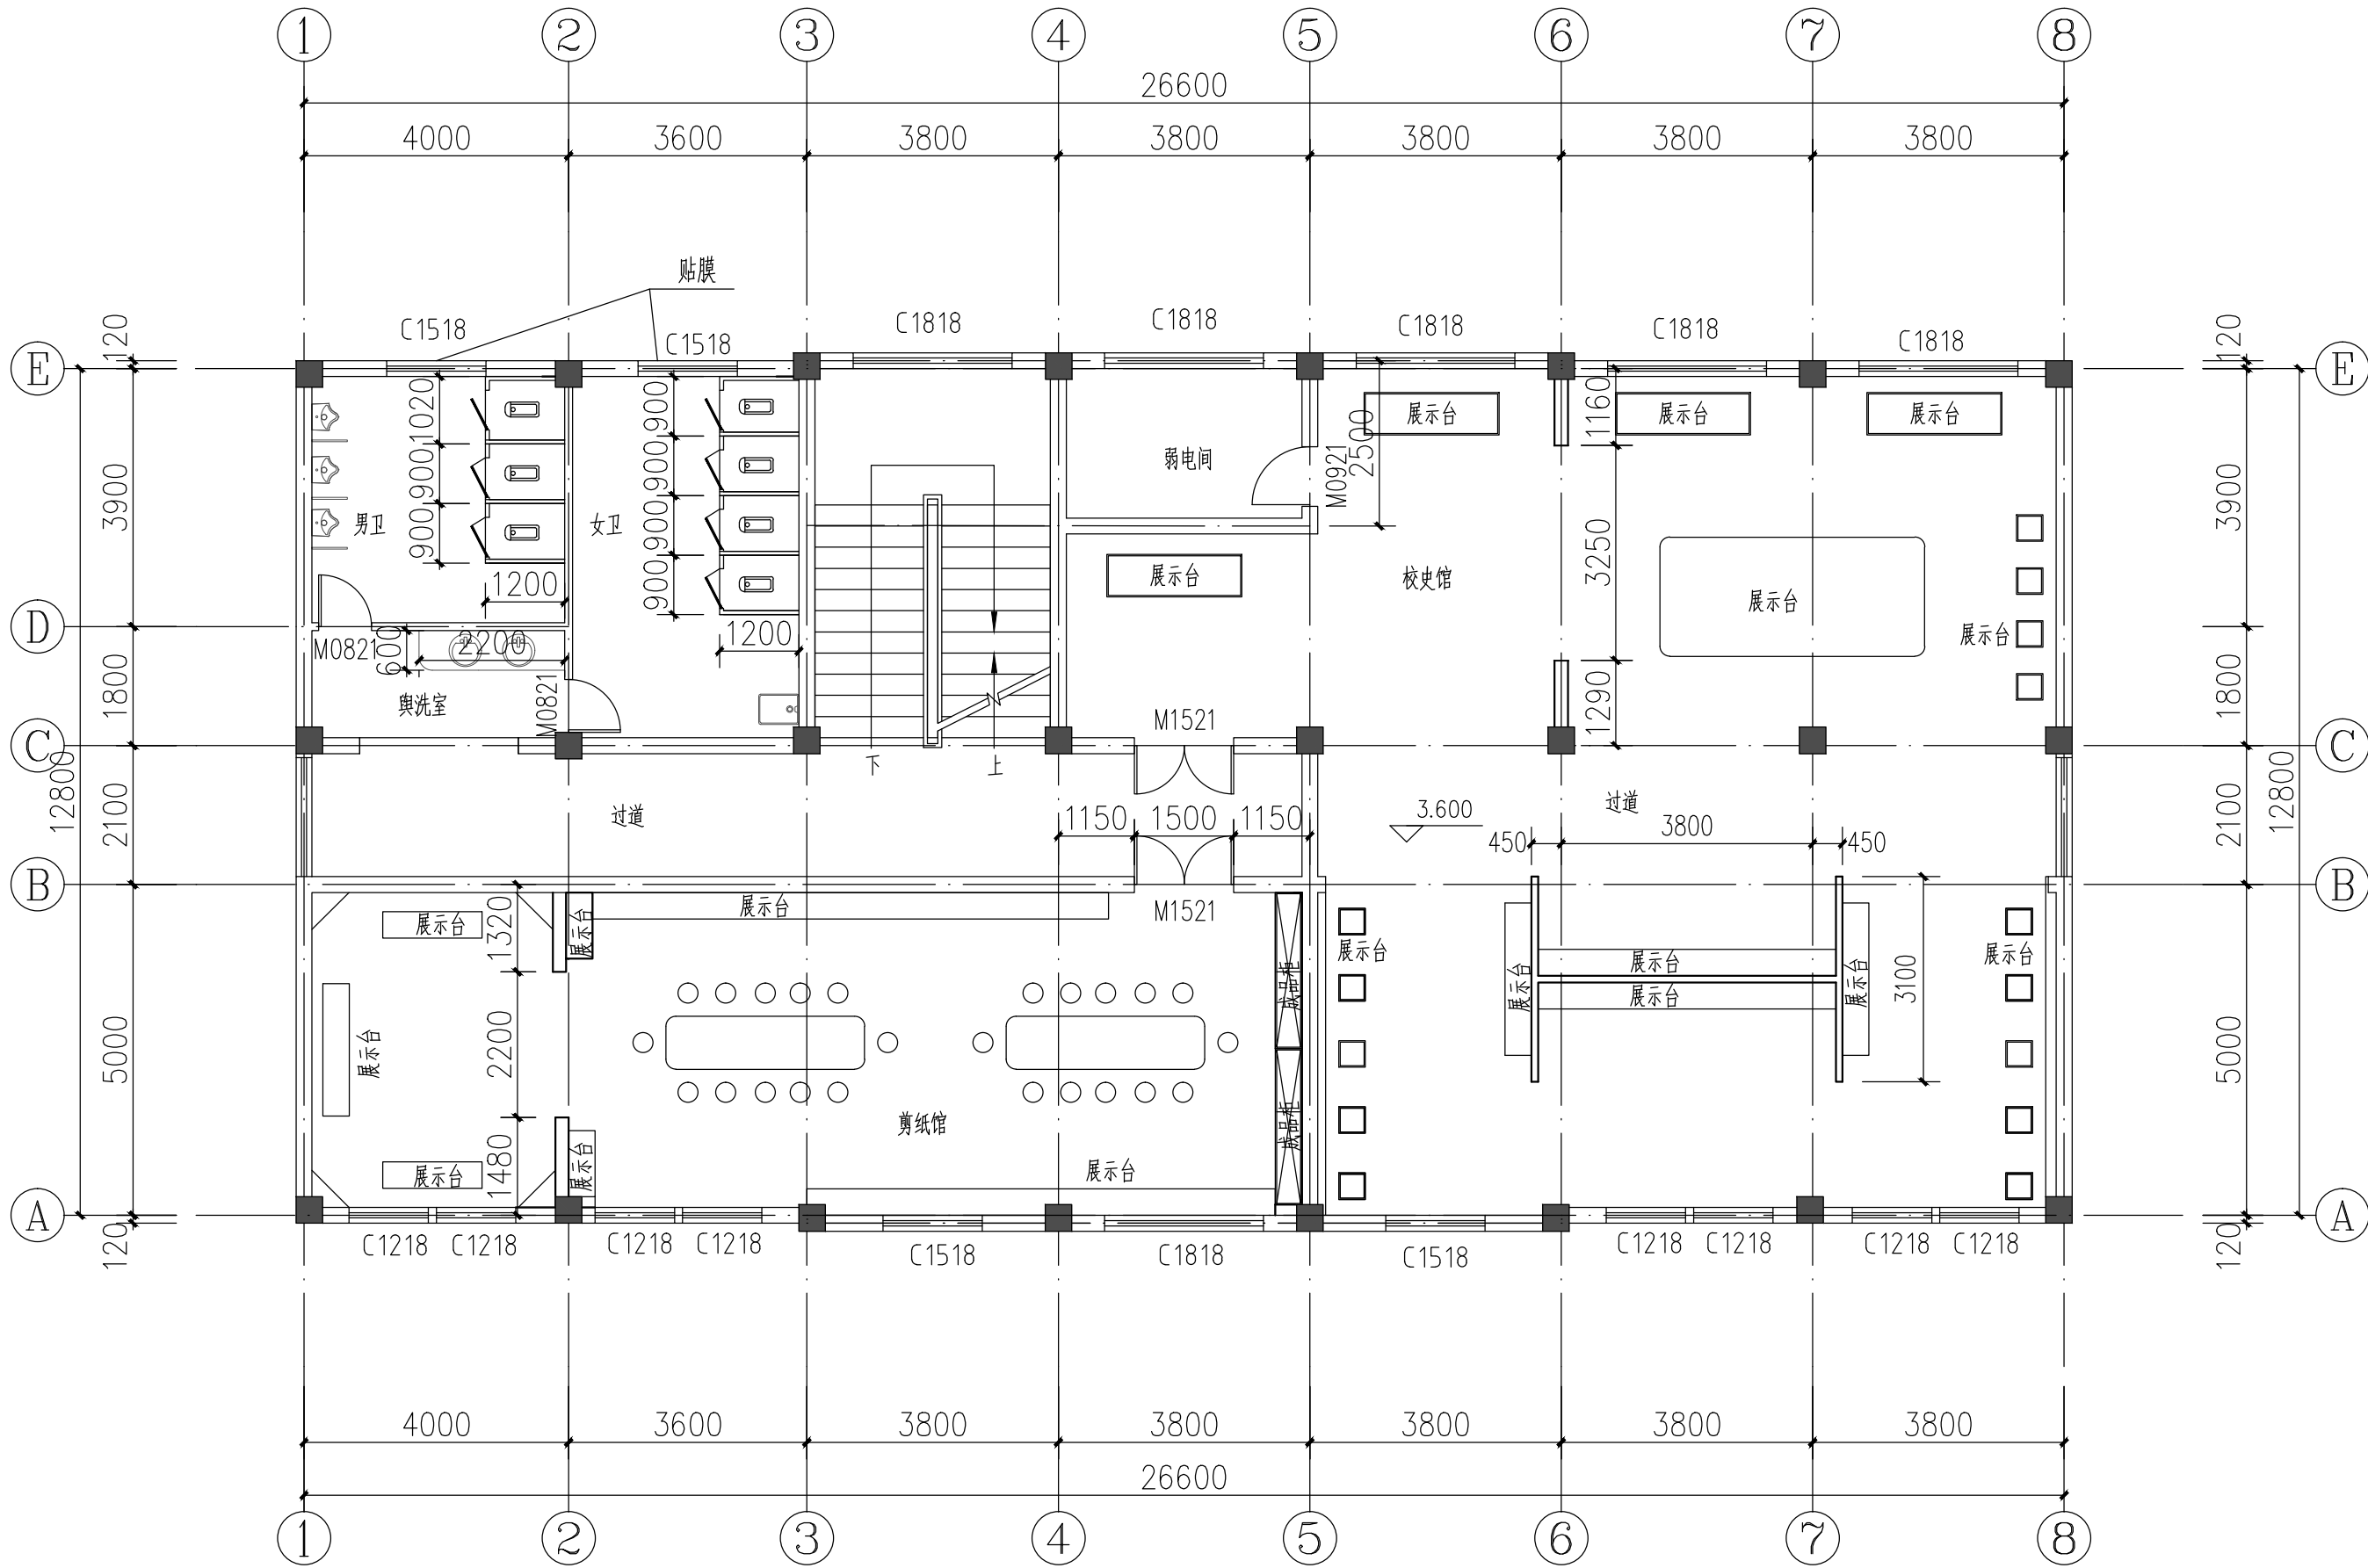 1 2 3 4 5 6 7 8
26600
4000 3600 3800 3800 3800 3800 3800
贴膜
C1518 C1518 C1818 C1818 C1818 C1818 C1818
120 120
E E
1020 900 1160
展示台 展示台 展示台
2500
弱电间 M0921
900 900
3900 3900
男卫 女卫
900 900
3250
校史馆
展示台
展示台
1200 900
D D
M0821 600 2200 1200
展示台
1800 1800
舆洗室 M0821
M1521
1290
C C
下 上
12800 12800
2100 2100
过道 过道
1150 1500 1150
3.600
450 3800 450
B B
展示台 展示台 展示台 M1521
1320
展示台 展示台
展示台 展示台 展示台 展示台
成品柜
3100
2200
展示台
5000 5000
剪纸馆
成品柜
1480
展示台 展示台 展示台
A A
120 120
C1218 C1218 C1218 C1218 C1518 C1818 C1518 C1218 C1218 C1218 C1218
4000 3600 3800 3800 3800 3800 3800
26600
1 2 3 4 5 6 7 8